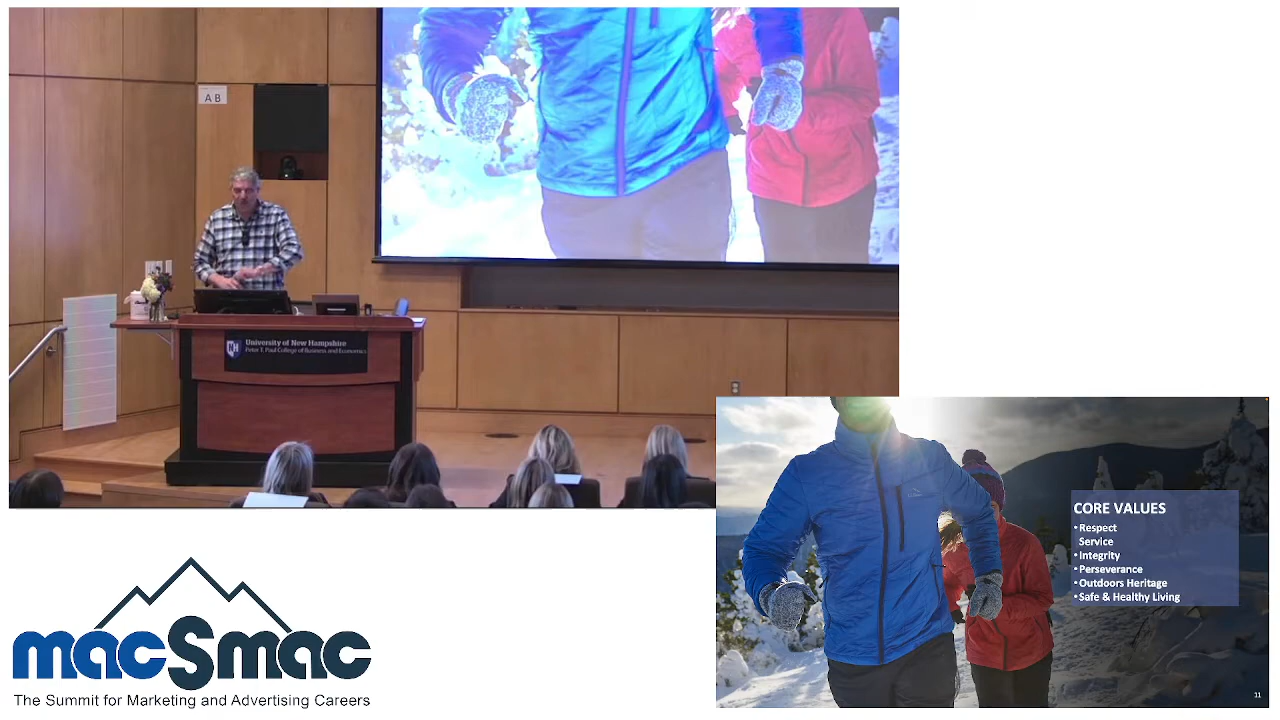 A B
University of New Hampshire
Peter T. Paul College of Business and Economics
CORE VALUES
• Respect
Service
• Integrity
• Perseverance
• Outdoors Heritage
• Safe & Healthy Living
11
macSmac
The Summit for Marketing and Advertising Careers